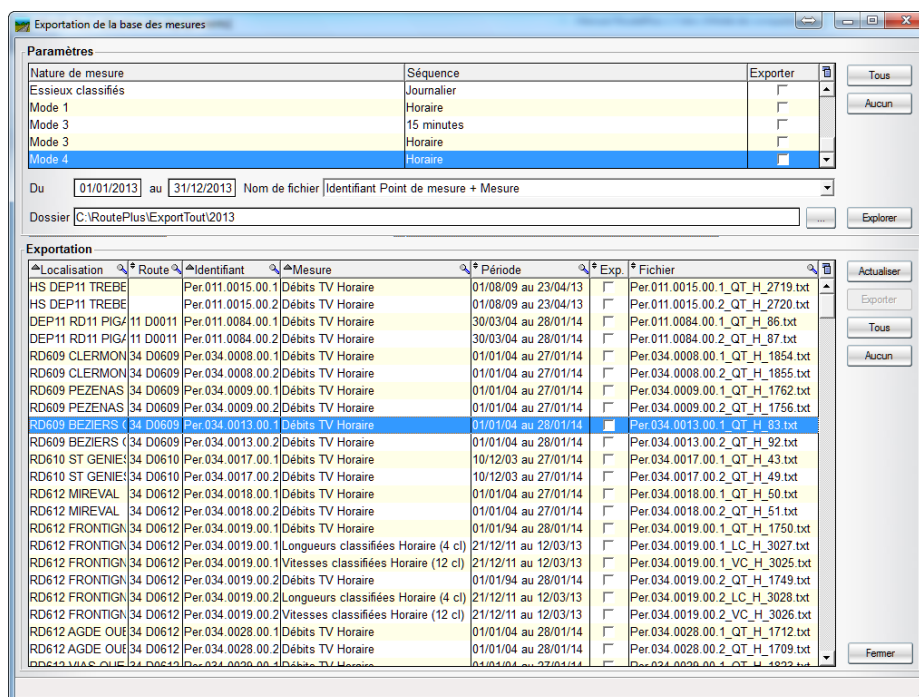 Exportation de la base des mesures
Paramètres
Nature de mesure Séquence Exporter
Essieux classifiés Journalier
Mode 1 Horaire
Mode 3 15 minutes
Mode 3 Horaire
Mode 4 Horaire
Tous
Aucun
Du 01/01/2013 au 31/12/2013 Nom de fichier Identifiant Point de mesure + Mesure
Dossier C:\RoutePlus\ExportTout\2013 ... Explorer
Exportation
Localisation Route Identifiant Mesure Période Exp. Fichier
HS DEP11 TREBE Per.011.0015.00.1 Débits TV Horaire 01/08/09 au 23/04/13 Per.011.0015.00.1_QT_H_2719.txt
HS DEP11 TREBE Per.011.0015.00.2 Débits TV Horaire 01/08/09 au 23/04/13 Per.011.0015.00.2_QT_H_2720.txt
DEP11 RD11 PIGA 11 D0011 Per.011.0084.00.1 Débits TV Horaire 30/03/04 au 28/01/14 Per.011.0084.00.1_QT_H_86.txt
DEP11 RD11 PIGA 11 D0011 Per.011.0084.00.2 Débits TV Horaire 30/03/04 au 28/01/14 Per.011.0084.00.2_QT_H_87.txt
RD609 CLERMON 34 D0609 Per.034.0008.00.1 Débits TV Horaire 01/01/04 au 27/01/14 Per.034.0008.00.1_QT_H_1854.txt
RD609 CLERMON 34 D0609 Per.034.0008.00.2 Débits TV Horaire 01/01/04 au 27/01/14 Per.034.0008.00.2_QT_H_1855.txt
RD609 PEZENAS 34 D0609 Per.034.0009.00.1 Débits TV Horaire 01/01/04 au 27/01/14 Per.034.0009.00.1_QT_H_1762.txt
RD609 PEZENAS 34 D0609 Per.034.0009.00.2 Débits TV Horaire 01/01/04 au 27/01/14 Per.034.0009.00.2_QT_H_1756.txt
RD609 BEZIERS ( 34 D0609 Per.034.0013.00.1 Débits TV Horaire 01/01/04 au 28/01/14 Per.034.0013.00.1_QT_H_83.txt
RD609 BEZIERS ( 34 D0609 Per.034.0013.00.2 Débits TV Horaire 01/01/04 au 28/01/14 Per.034.0013.00.2_QT_H_92.txt
RD610 ST GENIE 34 D0610 Per.034.0017.00.1 Débits TV Horaire 10/12/03 au 27/01/14 Per.034.0017.00.1_QT_H_43.txt
RD610 ST GENIE 34 D0610 Per.034.0017.00.2 Débits TV Horaire 10/12/03 au 27/01/14 Per.034.0017.00.2_QT_H_49.txt
RD612 MIREVAL 34 D0612 Per.034.0018.00.1 Débits TV Horaire 01/01/04 au 27/01/14 Per.034.0018.00.1_QT_H_50.txt
RD612 MIREVAL 34 D0612 Per.034.0018.00.2 Débits TV Horaire 01/01/04 au 27/01/14 Per.034.0018.00.2_QT_H_51.txt
RD612 FRONTIGN 34 D0612 Per.034.0019.00.1 Débits TV Horaire 01/01/94 au 28/01/14 Per.034.0019.00.1_QT_H_1750.txt
RD612 FRONTIGN 34 D0612 Per.034.0019.00.1 Longueurs classifiées Horaire (4 cl) 21/12/11 au 12/03/13 Per.034.0019.00.1_LC_H_3027.txt
RD612 FRONTIGN 34 D0612 Per.034.0019.00.1 Vitesses classifiées Horaire (12 cl) 21/12/11 au 12/03/13 Per.034.0019.00.1_VC_H_3025.txt
RD612 FRONTIGN 34 D0612 Per.034.0019.00.2 Débits TV Horaire 01/01/94 au 28/01/14 Per.034.0019.00.2_QT_H_1749.txt
RD612 FRONTIGN 34 D0612 Per.034.0019.00.2 Longueurs classifiées Horaire (4 cl) 21/12/11 au 12/03/13 Per.034.0019.00.2_LC_H_3028.txt
RD612 FRONTIGN 34 D0612 Per.034.0019.00.2 Vitesses classifiées Horaire (12 cl) 21/12/11 au 12/03/13 Per.034.0019.00.2_VC_H_3026.txt
RD612 AGDE OUE 34 D0612 Per.034.0028.00.1 Débits TV Horaire 01/01/04 au 28/01/14 Per.034.0028.00.1_QT_H_1712.txt
RD612 AGDE OUE 34 D0612 Per.034.0028.00.2 Débits TV Horaire 01/01/04 au 28/01/14 Per.034.0028.00.2_QT_H_1709.txt
RD612 VIAS OUE 34 D0612 Per.034.0029.00.1 Débits TV Horaire 01/01/04 au 27/01/14 Per.034.0029.00.1_QT_H_1823.txt
Actualiser
Exporter
Tous
Aucun
Fermer